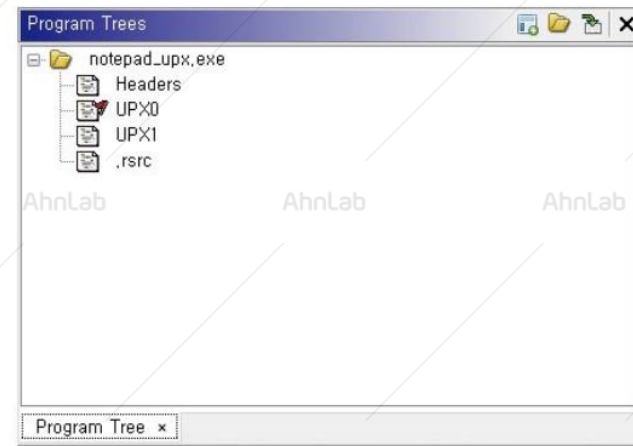 Program Trees
notepad_upx.exe
Headers
UPX0
UPX1
.rsrc
AhnLab AhnLab AhnLab
Program Tree ×